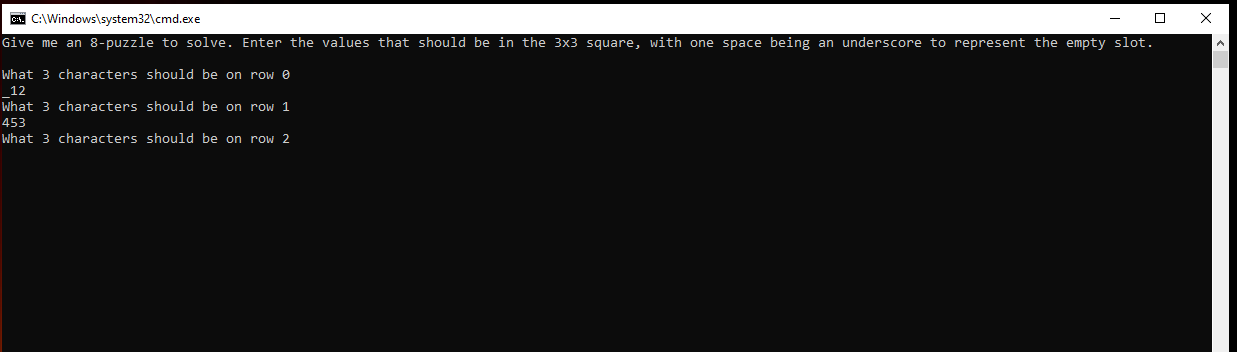 C:\Windows\system32\cmd.exe
Give me an 8-puzzle to solve. Enter the values that should be in the 3x3 square, with one space being an underscore to represent the empty slot.
What 3 characters should be on row 0
_12
What 3 characters should be on row 1
453
What 3 characters should be on row 2